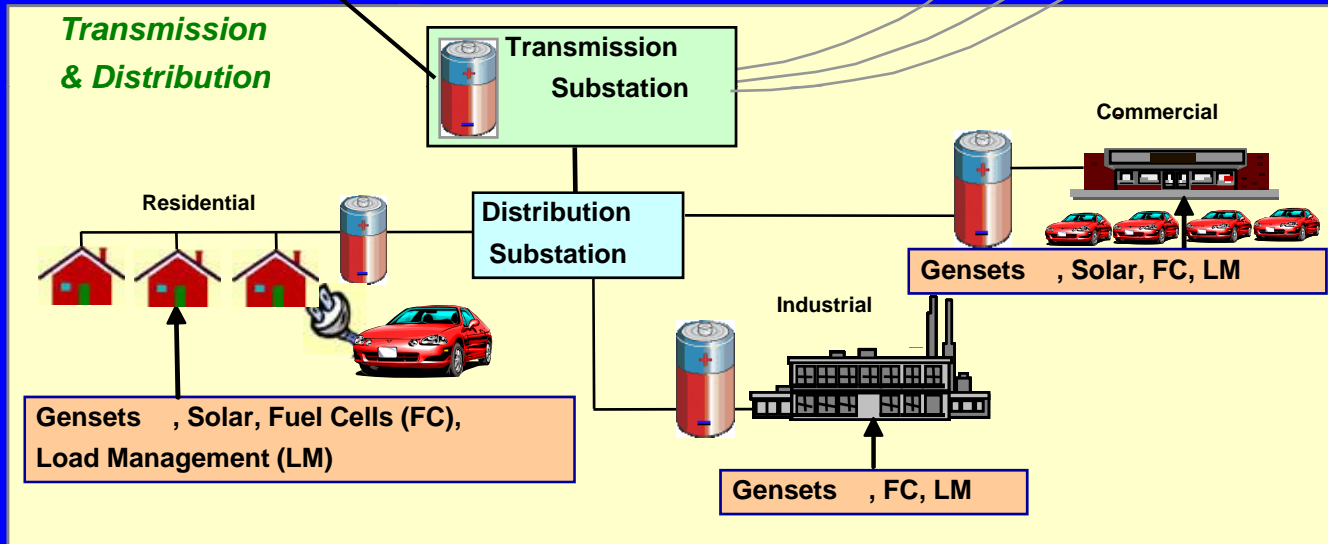 Transmission
& Distribution
Transmission
Substation
Commercial
Residential
Distribution
Substation
Gensets , Solar, FC, LM
Industrial
Gensets , Solar, Fuel Cells (FC),
Load Management (LM)
Gensets , FC, LM